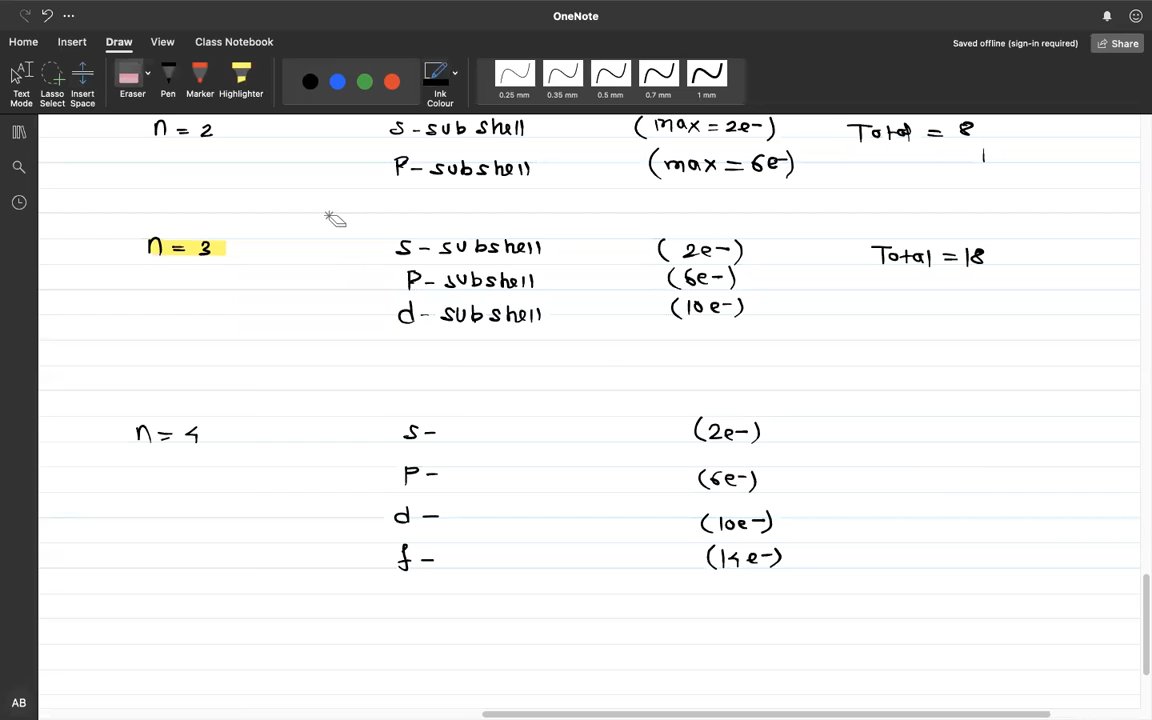 OneNote
Home Insert Draw View Class Notebook
Saved offline (sign-in required) Share
Text Mode Lasso Select Insert Space Eraser Pen Marker Highlighter Ink Colour 0.25 mm 0.35 mm 0.5 mm 0.7 mm 1 mm
n = 2 s - subshell (max = 2e-) Total = 8
P - subshell (max = 6e-)
n = 3 s - subshell (2e-) Total = 18
P - subshell (6e-)
d - subshell (10e-)
n = 4 s - (2e-)
P - (6e-)
d - (10e-)
f - (14e-)
AB